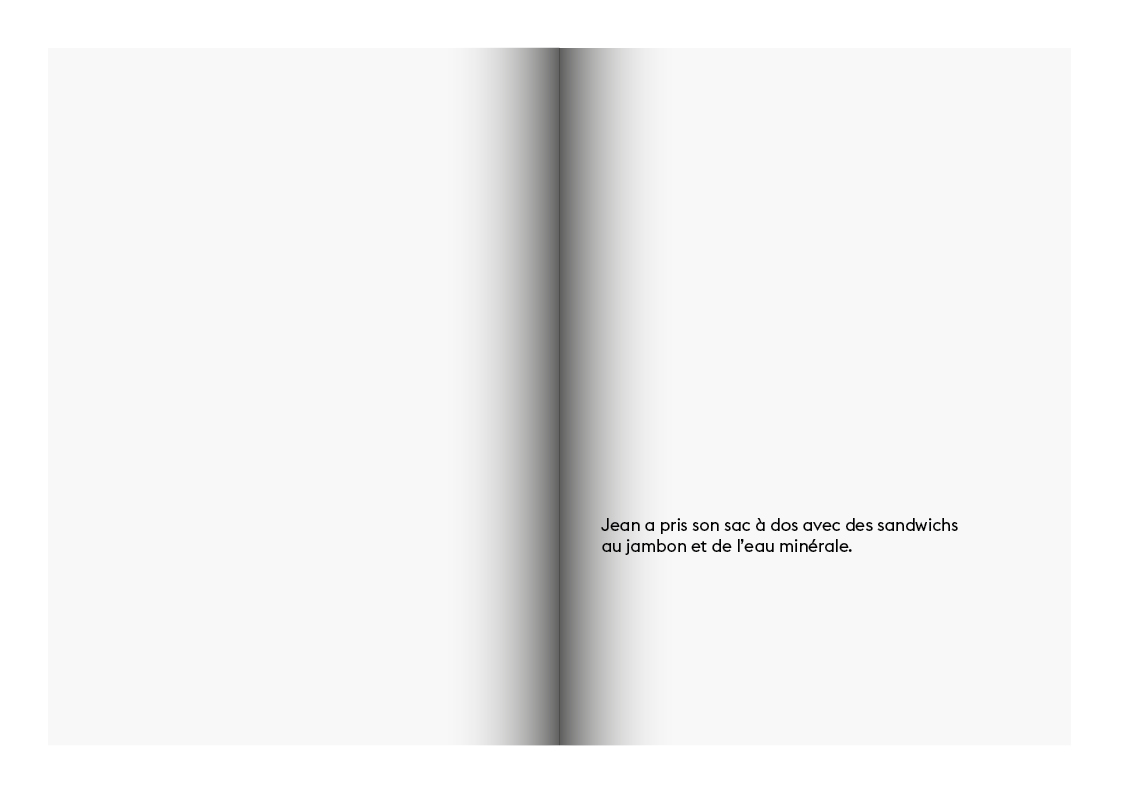 Jean a pris son sac à dos avec des sandwichs
au jambon et de l’eau minérale.